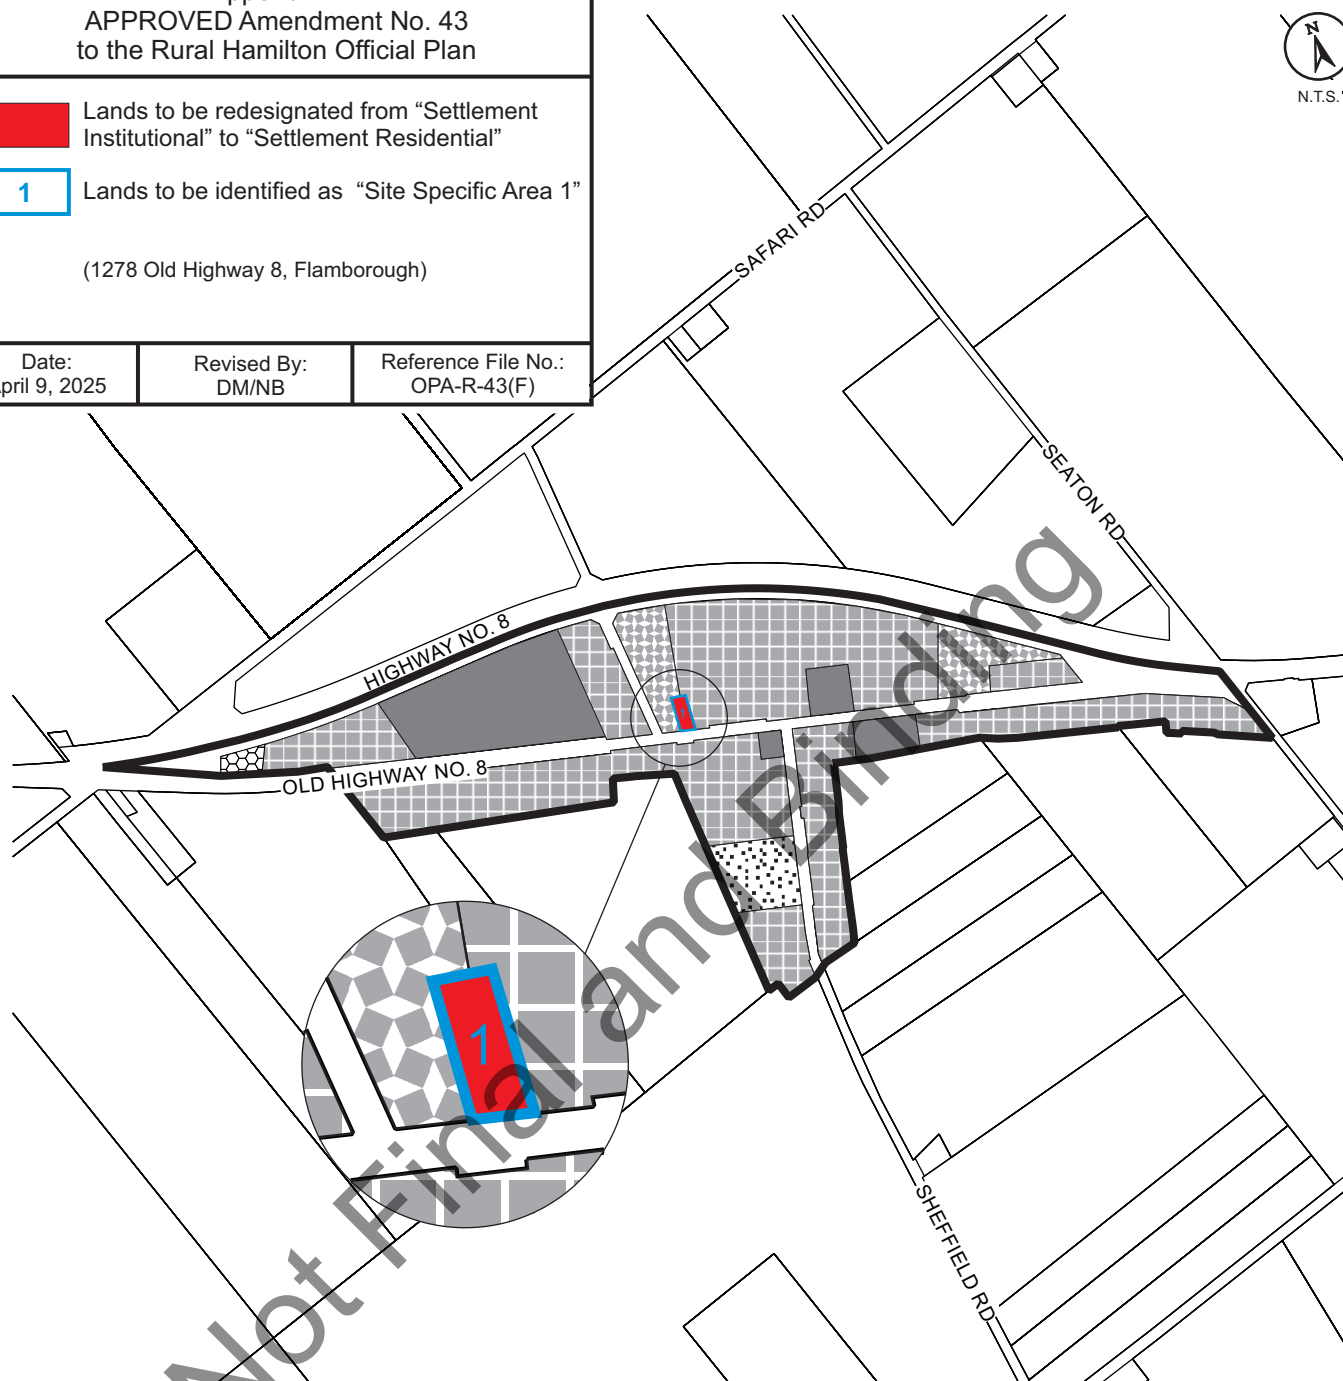 APPROVED Amendment No. 43
to the Rural Hamilton Official Plan
Lands to be redesignated from “Settlement
Institutional” to “Settlement Residential”
1
Lands to be identified as “Site Specific Area 1”
(1278 Old Highway 8, Flamborough)
Date:
April 9, 2025
Revised By:
DM/NB
Reference File No.:
OPA-R-43(F)
N
N.T.S.
SAFARI RD
SEATON RD
HIGHWAY NO. 8
OLD HIGHWAY NO. 8
1
1
SHEFFIELD RD
Not Final and Binding